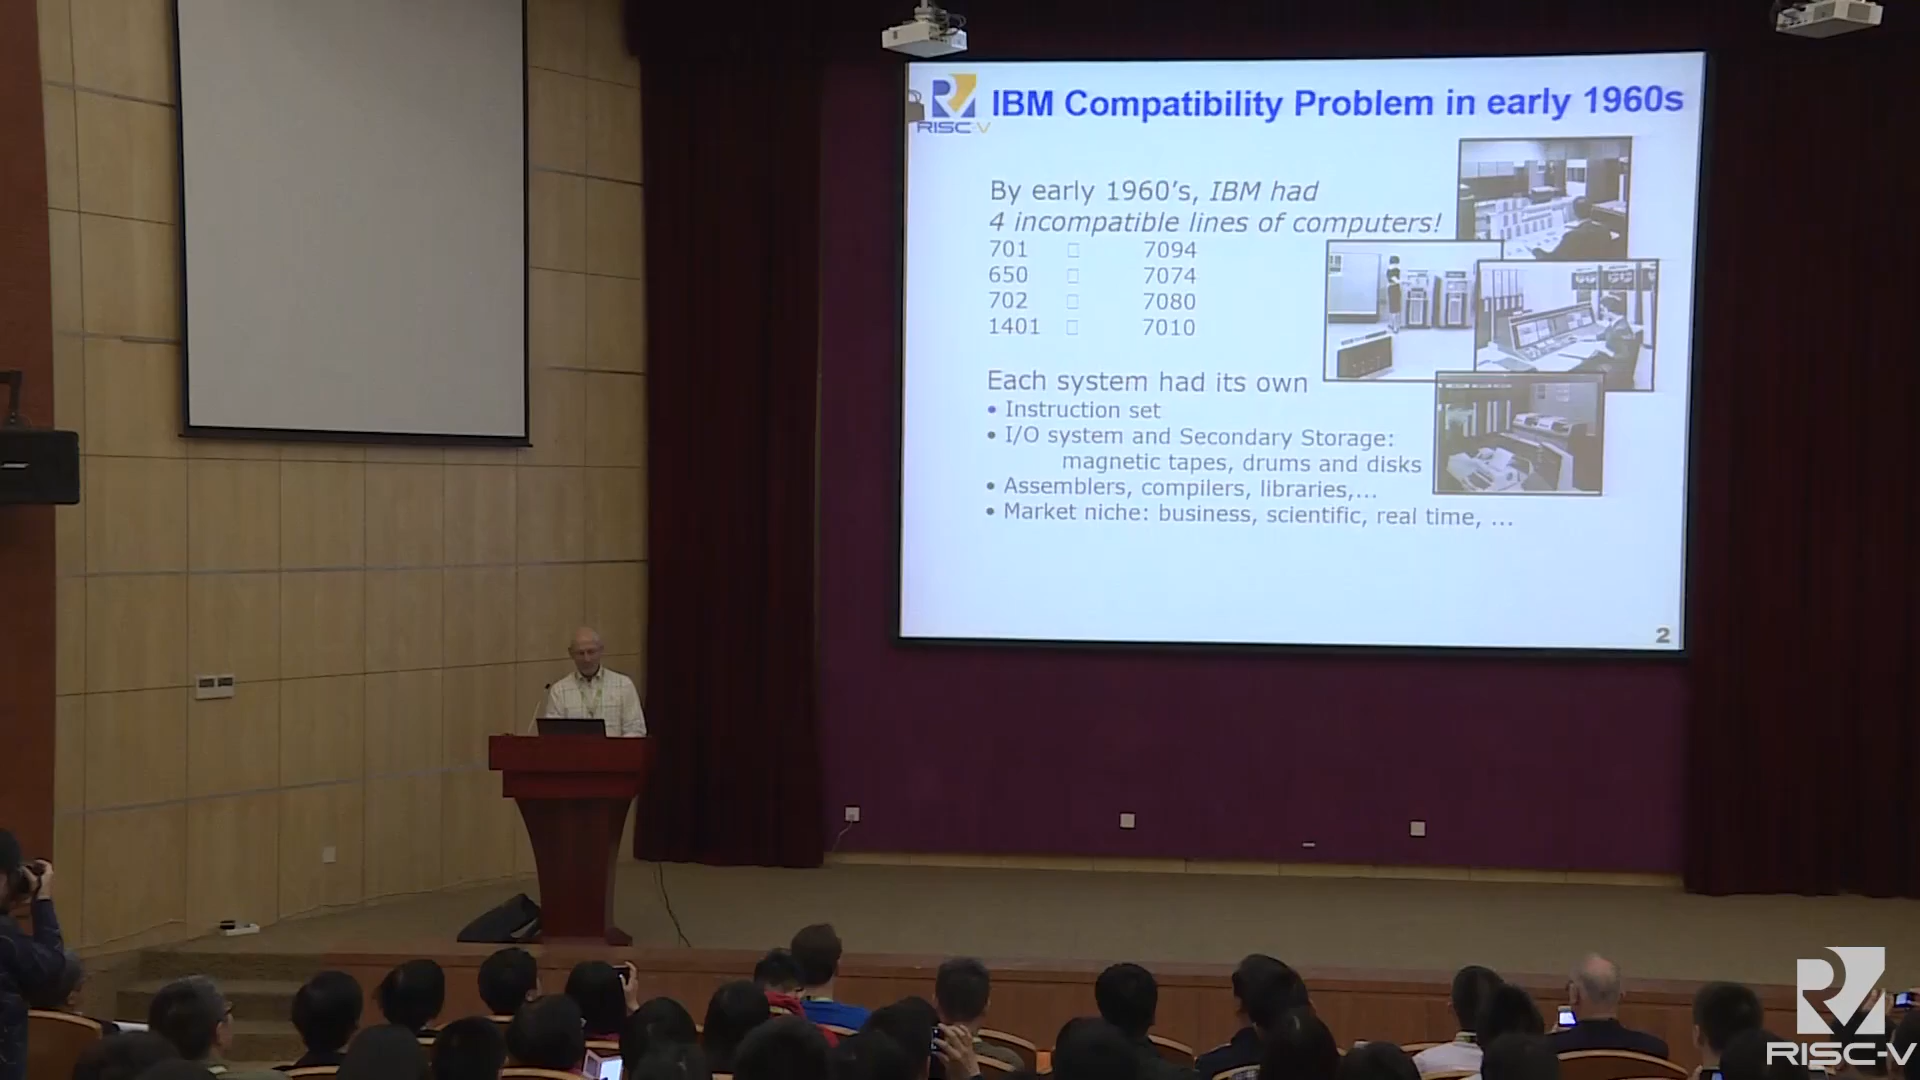 RISC-V
IBM Compatibility Problem in early 1960s
By early 1960's, IBM had
4 incompatible lines of computers!
701 7094
650 7074
702 7080
1401 7010
Each system had its own
• Instruction set
• I/O system and Secondary Storage:
magnetic tapes, drums and disks
• Assemblers, compilers, libraries,...
• Market niche: business, scientific, real time, ...
2
RISC-V